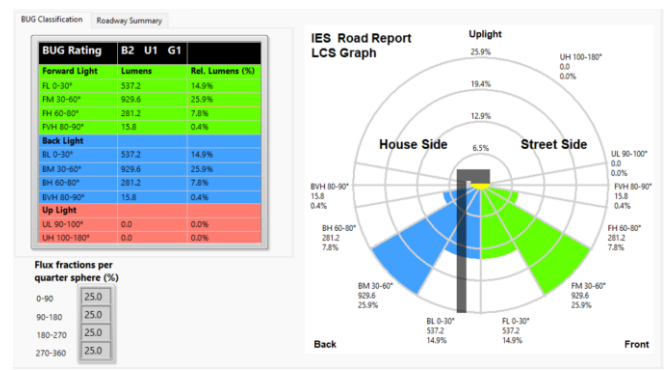 BUG Classification Roadway Summary
BUG Rating B2 U1 G1
Forward Light Lumens Rel. Lumens (%)
FL 0-30° 537.2 14.9%
FM 30-60° 929.6 25.9%
FH 60-80° 281.2 7.8%
FVH 80-90° 15.8 0.4%
Back Light
BL 0-30° 537.2 14.9%
BM 30-60° 929.6 25.9%
BH 60-80° 281.2 7.8%
BVH 80-90° 15.8 0.4%
Up Light
UL 90-100° 0.0 0.0%
UH 100-180° 0.0 0.0%
Flux fractions per
quarter sphere (%)
0-90 25.0
90-180 25.0
180-270 25.0
270-360 25.0
IES Road Report
LCS Graph
Uplight
25.9%
19.4%
12.9%
6.5%
UH 100-180°
0.0
0.0%
House Side Street Side
UL 90-100°
0.0
0.0%
BVH 80-90°
15.8
0.4%
FVH 80-90°
15.8
0.4%
BH 60-80°
281.2
7.8%
FH 60-80°
281.2
7.8%
BM 30-60°
929.6
25.9%
FM 30-60°
929.6
25.9%
BL 0-30°
537.2
14.9%
FL 0-30°
537.2
14.9%
Back Front